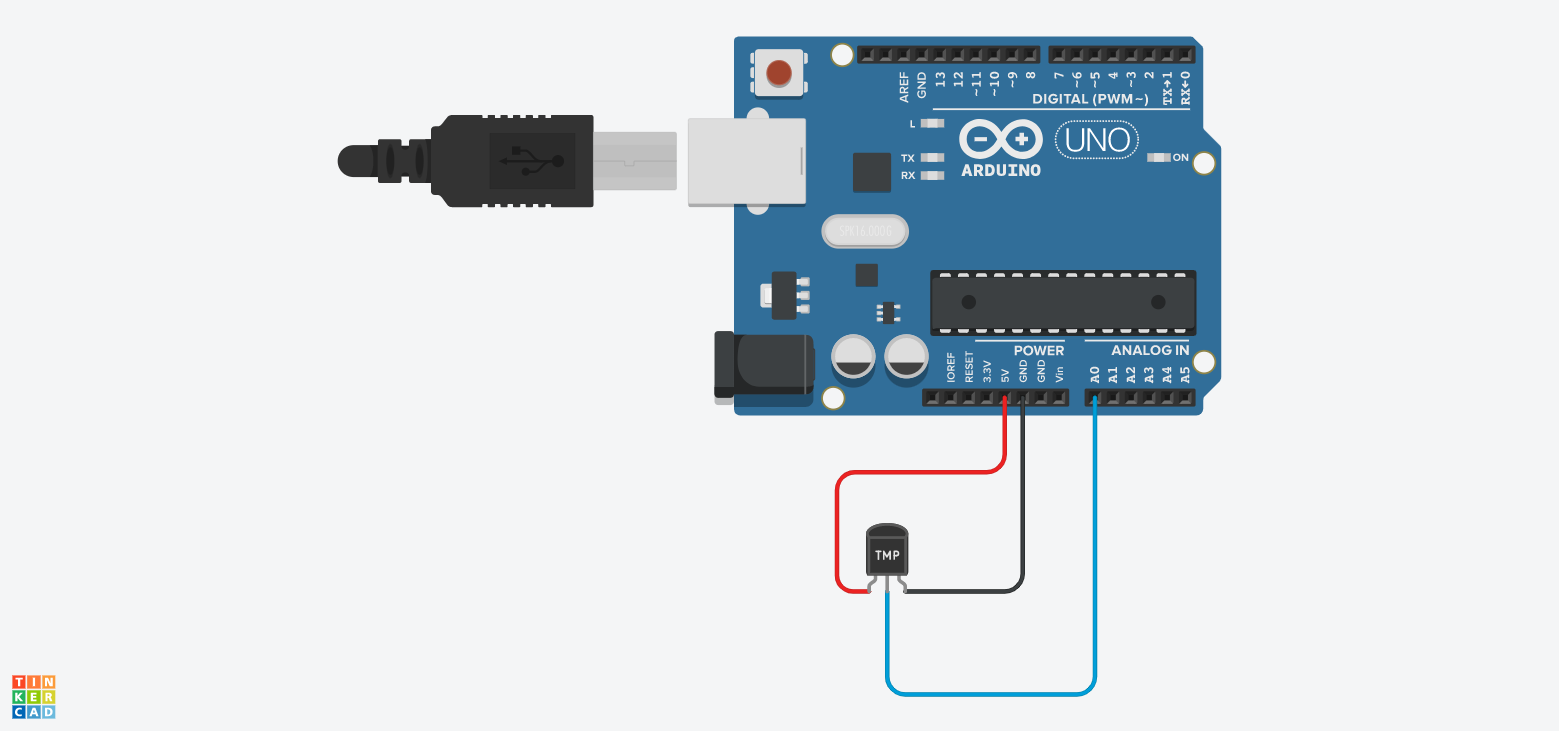 AREF GND 13 12 ~11 ~10 ~9 8 7 ~6 ~5 4 ~3 2 TX→1 RX←0
DIGITAL (PWM~)
L
TX
RX
ARDUINO
UNO
ON
SPK16.000G
POWER
ANALOG IN
IOREF RESET 3.3V 5V GND GND Vin A0 A1 A2 A3 A4 A5
TMP
TIN
KER
CAD